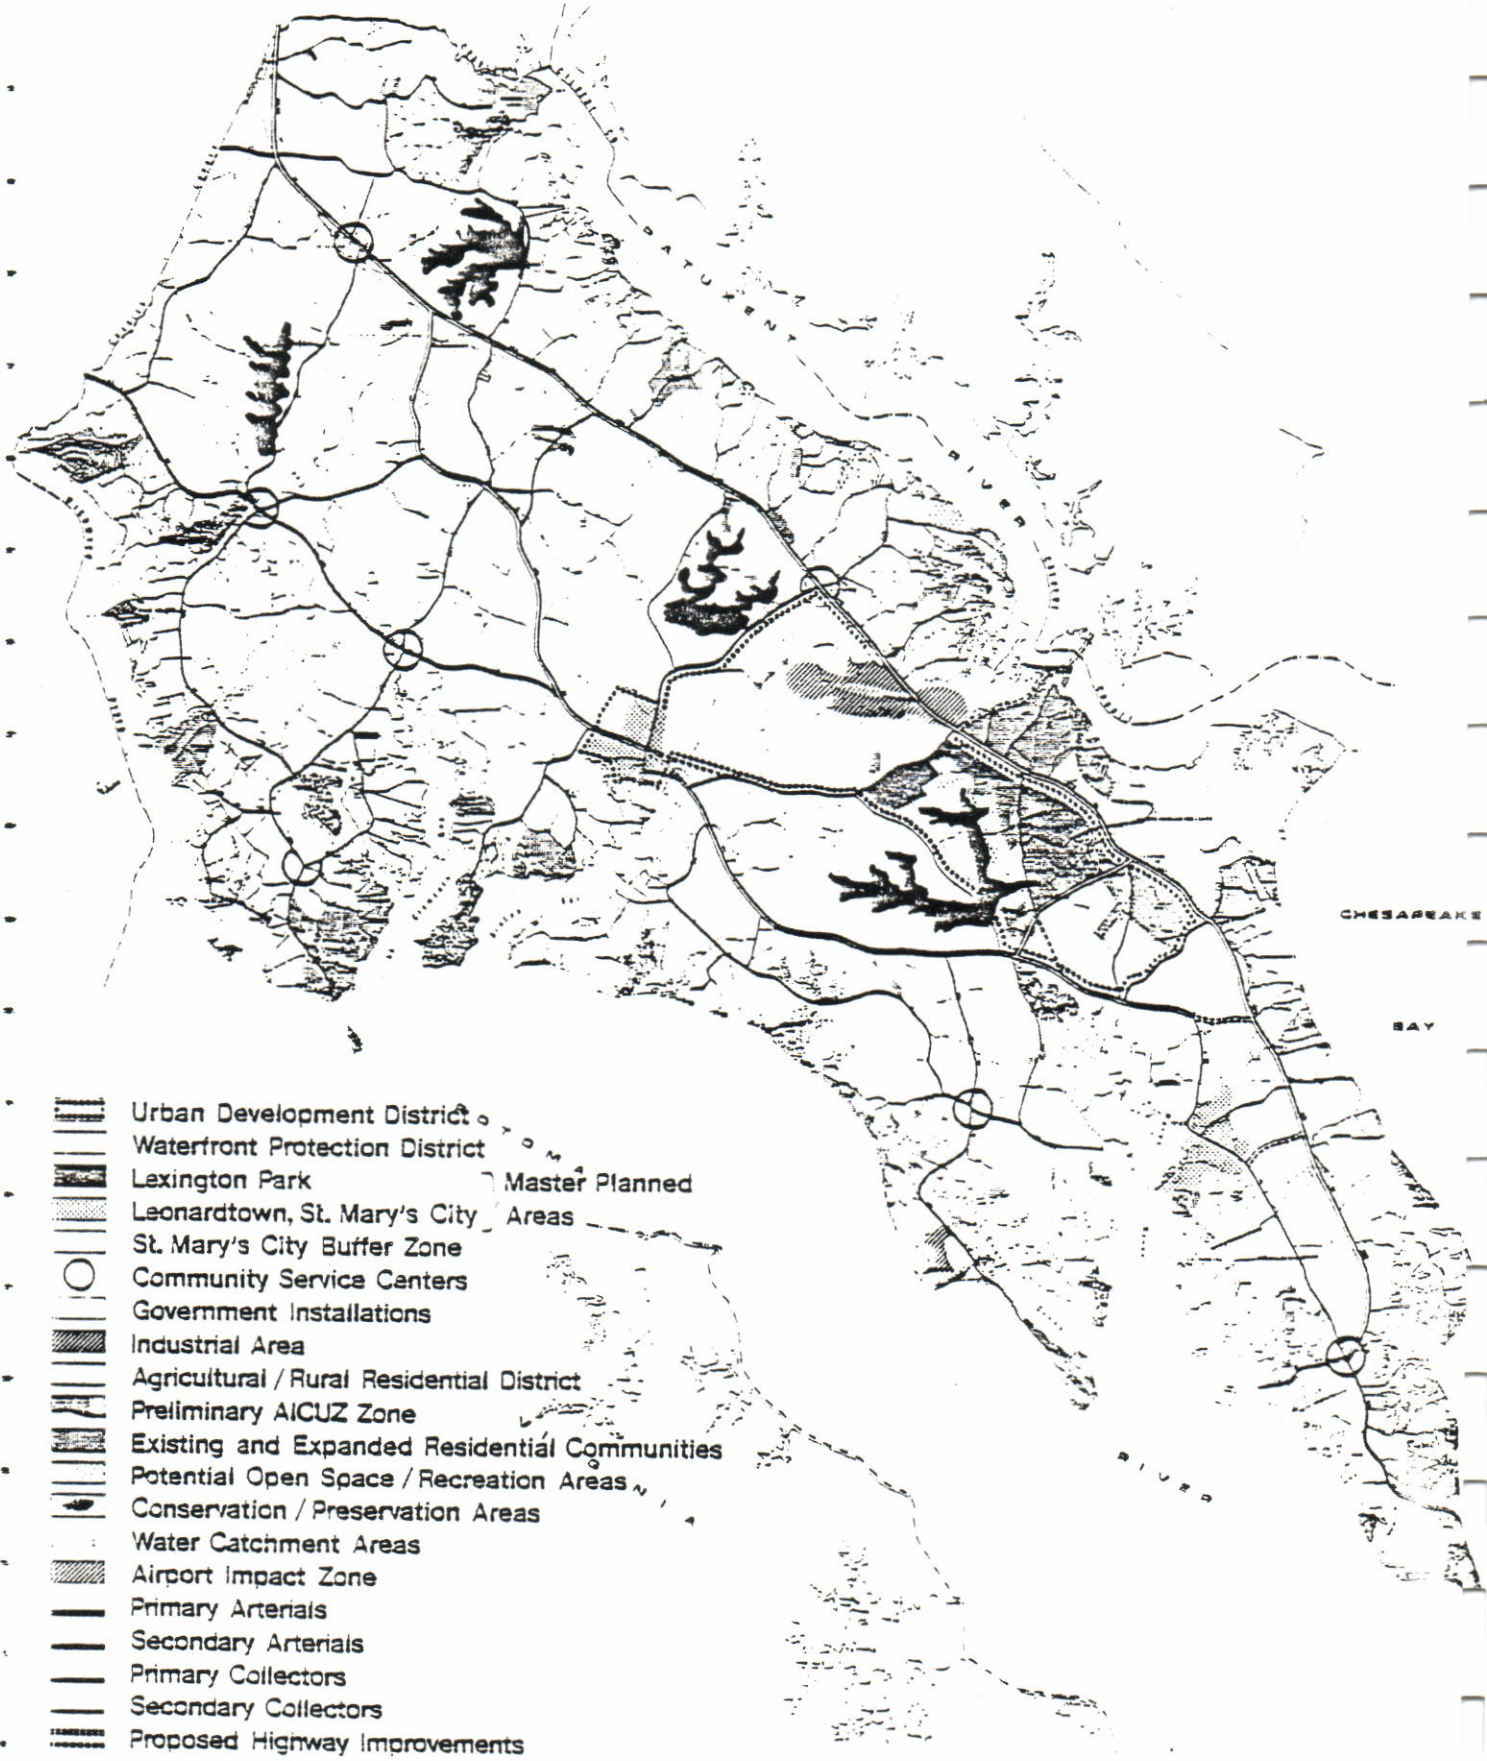 PATUXENT
RIVER
CHESAPEAKE
BAY
Urban Development District
Waterfront Protection District
Lexington Park
Master Planned
Leonardtown, St. Mary's City
Areas
St. Mary's City Buffer Zone
Community Service Centers
Government Installations
Industrial Area
Agricultural / Rural Residential District
Preliminary AICUZ Zone
Existing and Expanded Residential Communities
Potential Open Space / Recreation Areas
Conservation / Preservation Areas
Water Catchment Areas
Airport Impact Zone
Primary Arterials
Secondary Arterials
Primary Collectors
Secondary Collectors
Proposed Highway Improvements
RIVER